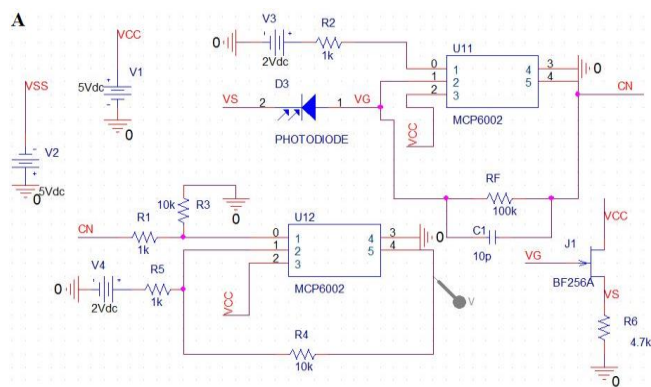 A
VCC
V1
5Vdc
0
VSS
V2
5Vdc
0
V3
0
2Vdc
R2
1k
U11
0 1
1 2
2 3
4 3
5 4
0
MCP6002
VCC
CN
VS
2
D3
1
VG
PHOTODIODE
RF
100k
C1
10p
CN
R1
1k
10k
R3
0
U12
0 1
1 2
2 3
4 3
5 4
0
MCP6002
VCC
V4
0
2Vdc
R5
1k
R4
10k
V
VCC
J1
VG
BF256A
VS
R6
4.7k
0